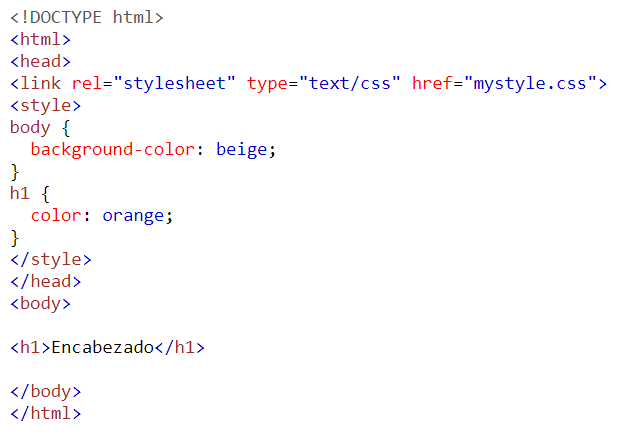 <!DOCTYPE html>
<html>
<head>
<link rel="stylesheet" type="text/css" href="mystyle.css">
<style>
body {
  background-color: beige;
}
h1 {
  color: orange;
}
</style>
</head>
<body>

<h1>Encabezado</h1>

</body>
</html>